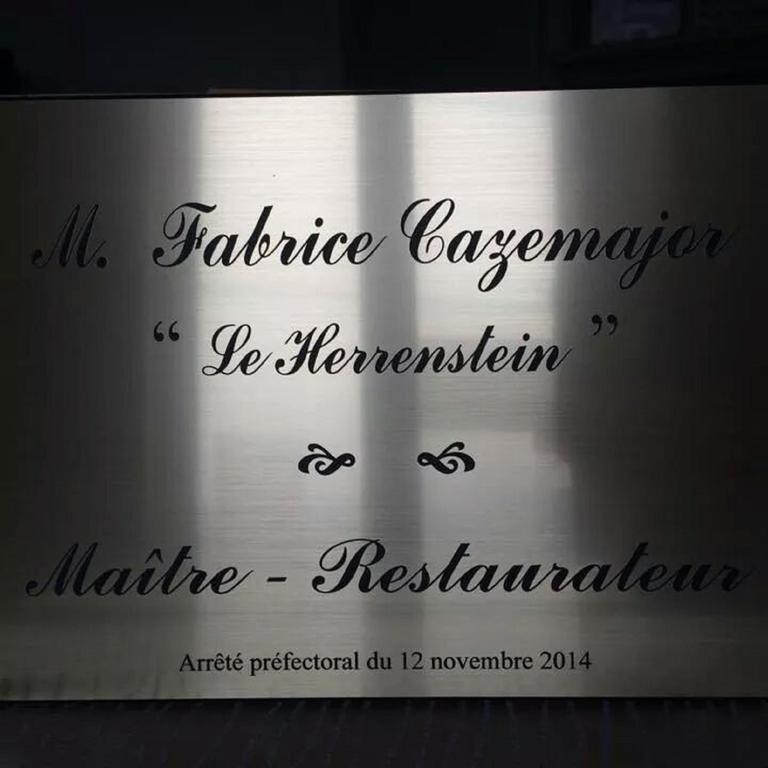 M. Fabrice Cazemajor
“ Le Herrenstein ”
Maître - Restaurateur
Arrêté préfectoral du 12 novembre 2014